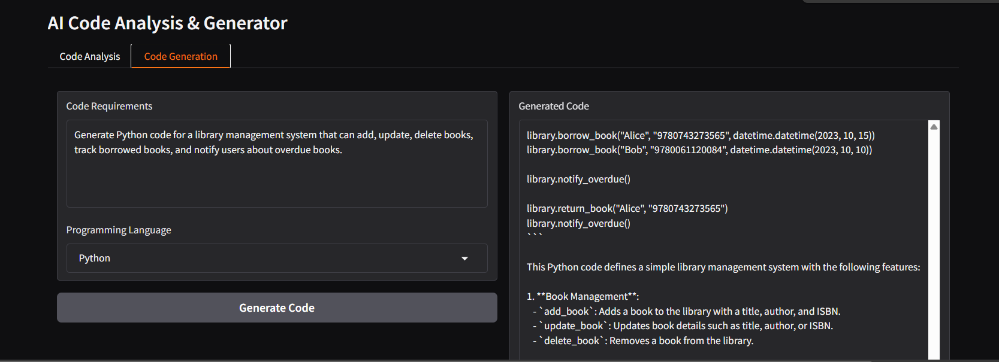 AI Code Analysis & Generator
Code Analysis
Code Generation
Code Requirements
Generate Python code for a library management system that can add, update, delete books,
track borrowed books, and notify users about overdue books.
Programming Language
Python
Generate Code
Generated Code
library.borrow_book("Alice", "9780743273565", datetime.datetime(2023, 10, 15))
library.borrow_book("Bob", "9780061120084", datetime.datetime(2023, 10, 10))
library.notify_overdue()
library.return_book("Alice", "9780743273565")
library.notify_overdue()
```
This Python code defines a simple library management system with the following features:
1. **Book Management**:
- `add_book`: Adds a book to the library with a title, author, and ISBN.
- `update_book`: Updates book details such as title, author, or ISBN.
- `delete_book`: Removes a book from the library.